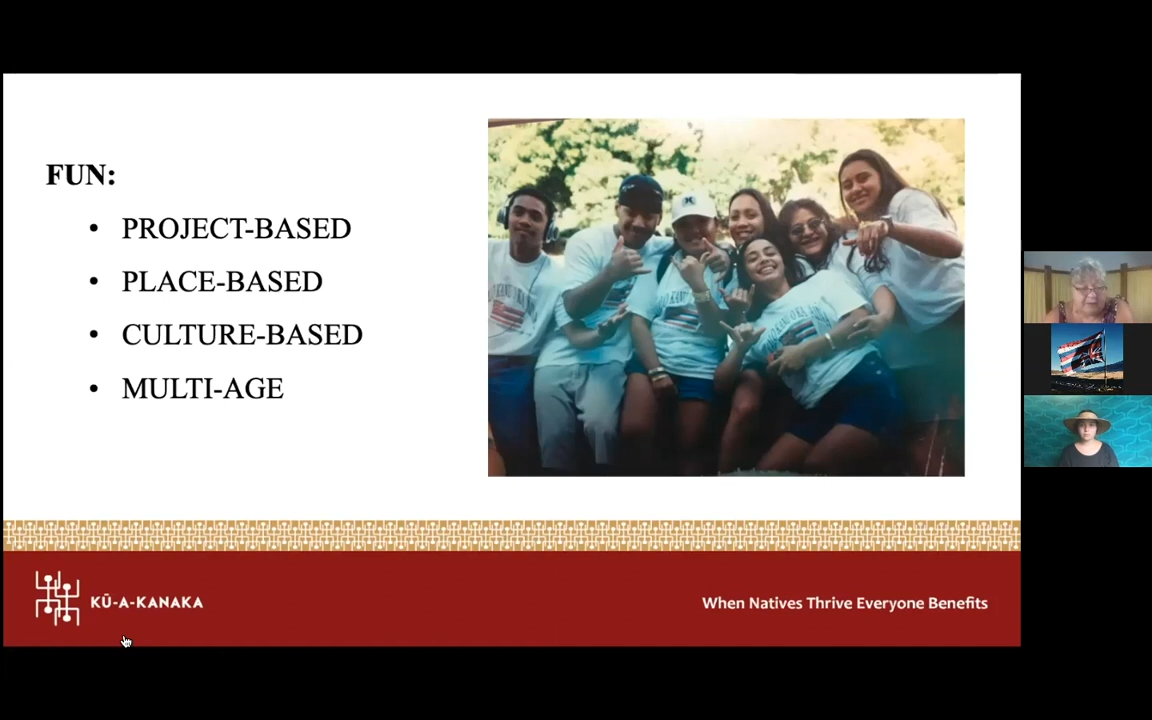 FUN:
• PROJECT-BASED
• PLACE-BASED
• CULTURE-BASED
• MULTI-AGE
KŪ-A-KANAKA
When Natives Thrive Everyone Benefits